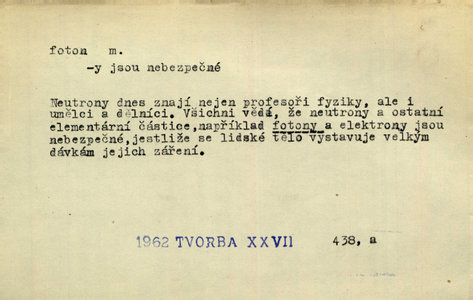 foton m.
-y jsou nebezpečné
Neutrony dnes znají nejen profesoři fyziky, ale i
umělci a dělníci. Všichni vědá, že neutrony a ostatní
elementární částice,například fotony a elektrony jsou
nebezpečné,jestliže se lidské tělo vystavuje velkým
dávkám jejich záření.
1962 TVORBA XXVII 438, a